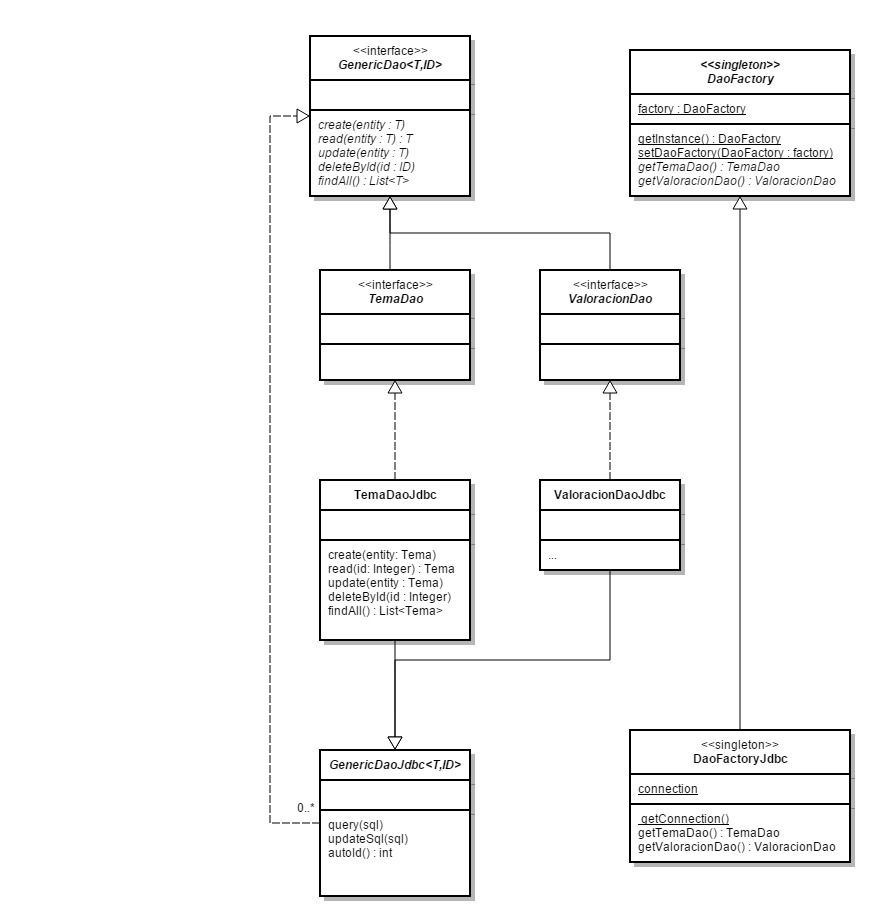 <<interface>>
GenericDao<T,ID>
create(entity : T)
read(entity : T) : T
update(entity : T)
deleteById(id : ID)
findAll() : List<T>
<<singleton>>
DaoFactory
factory : DaoFactory
getInstance() : DaoFactory
setDaoFactory(DaoFactory : factory)
getTemaDao() : TemaDao
getValoracionDao() : ValoracionDao
<<interface>>
TemaDao
<<interface>>
ValoracionDao
TemaDaoJdbc
create(entity: Tema)
read(id: Integer) : Tema
update(entity : Tema)
deleteById(id : Integer)
findAll() : List<Tema>
ValoracionDaoJdbc
...
GenericDaoJdbc<T,ID>
0..*
query(sql)
updateSql(sql)
autoId() : int
<<singleton>>
DaoFactoryJdbc
connection
getConnection()
getTemaDao() : TemaDao
getValoracionDao() : ValoracionDao